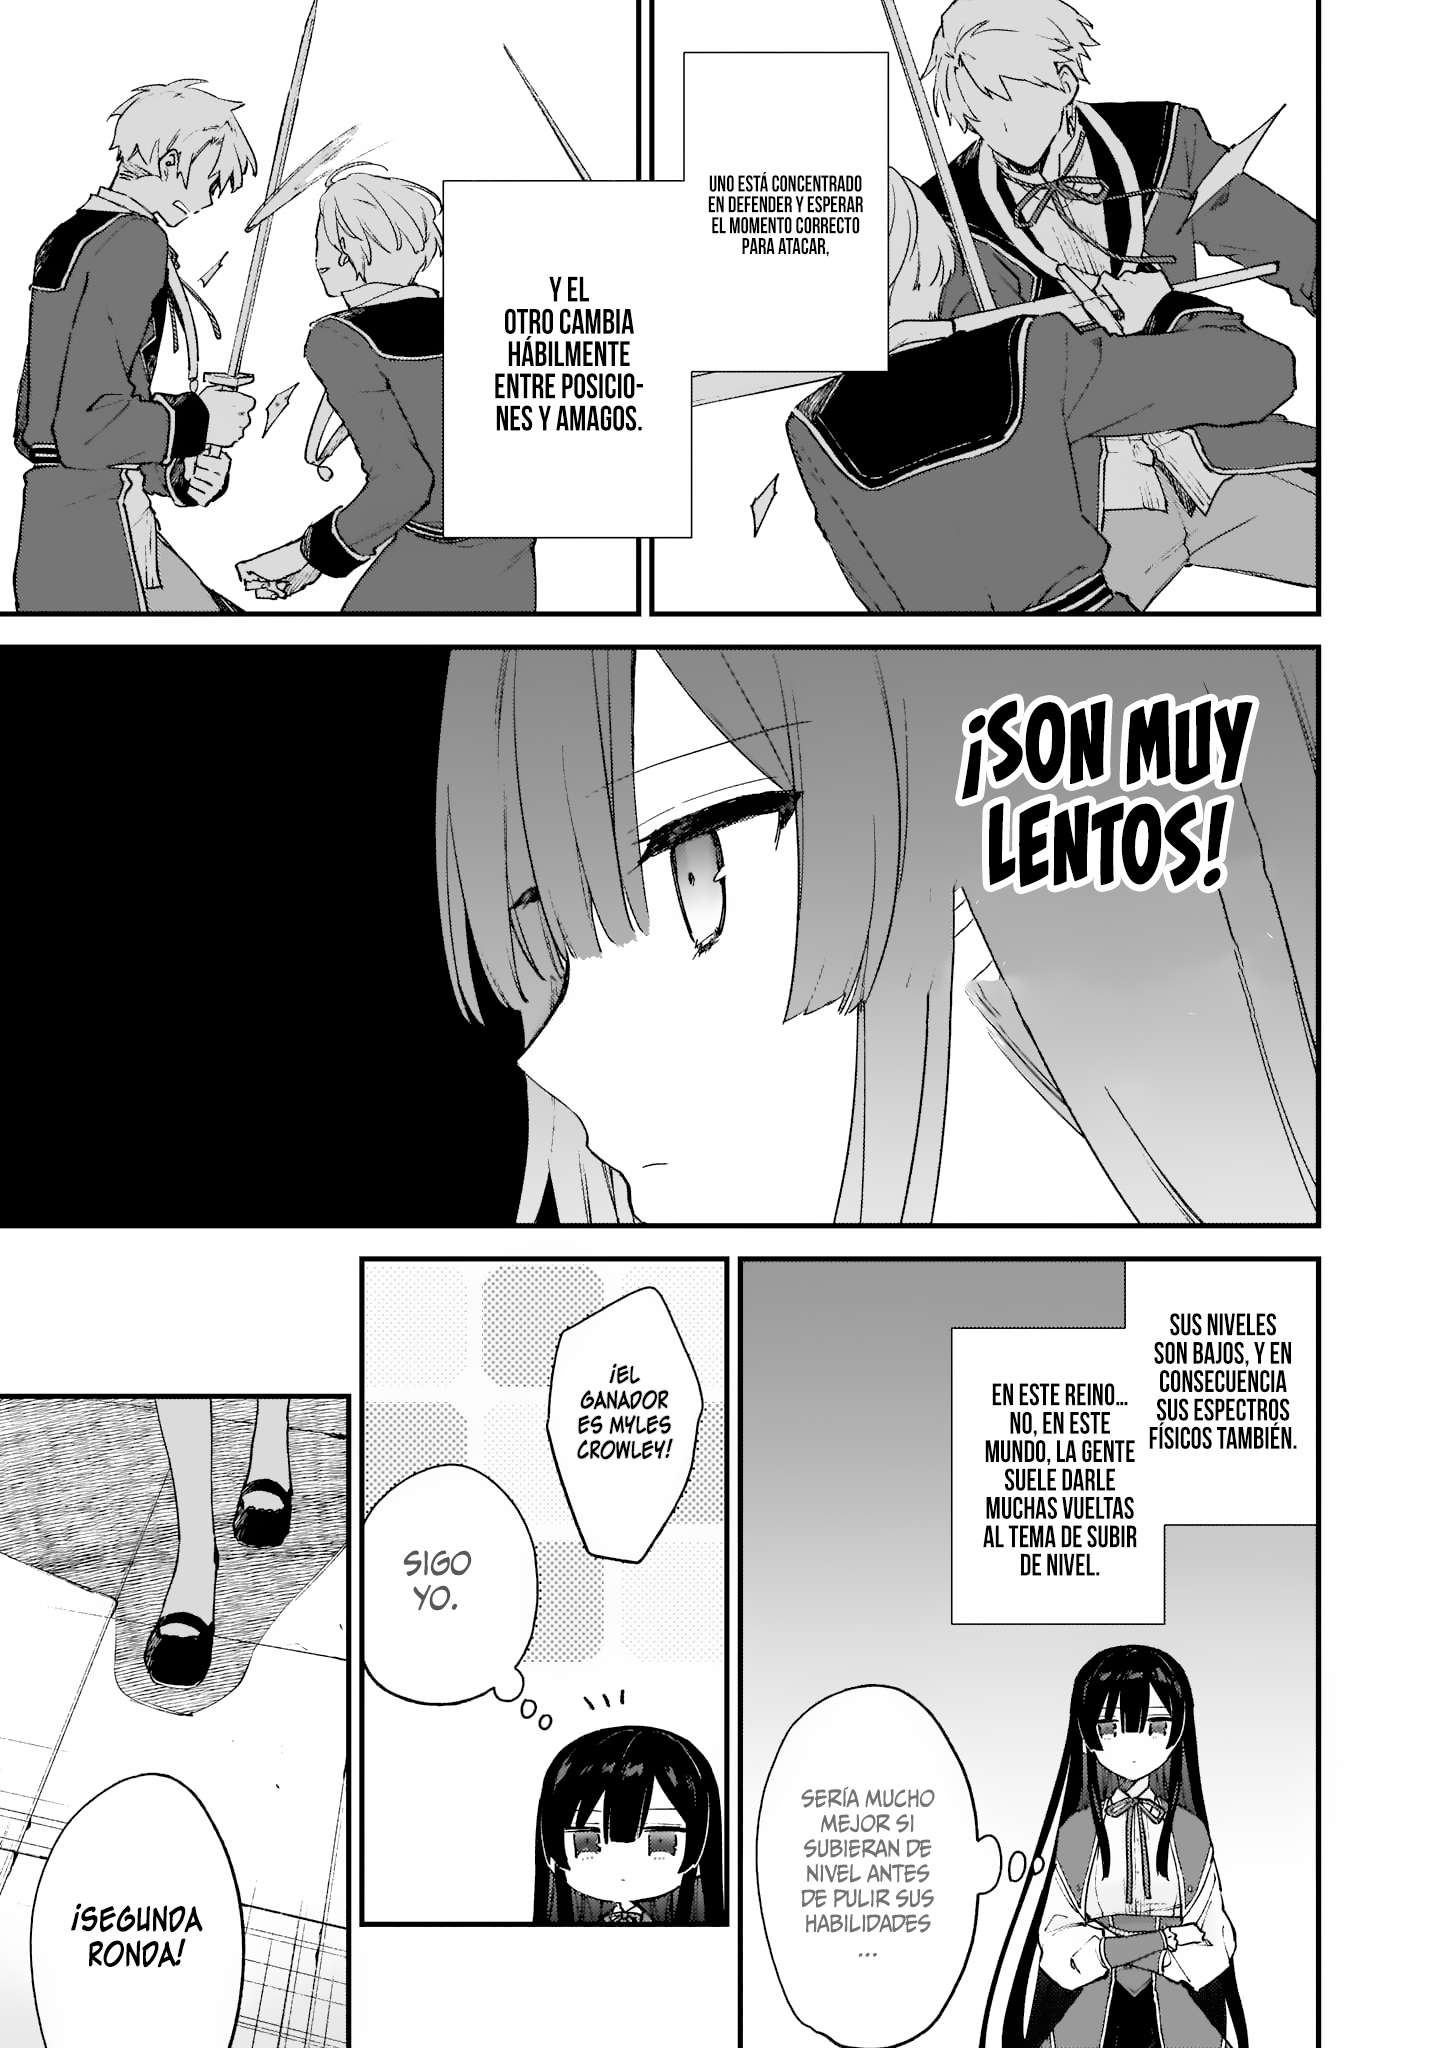 UNO ESTÁ CONCENTRADO
EN DEFENDER Y ESPERAR
EL MOMENTO CORRECTO
PARA ATACAR,
Y EL
OTRO CAMBIA
HÁBILMENTE
ENTRE POSICIO-
NES Y AMAGOS.
¡SON MUY
LENTOS!
SUS NIVELES
SON BAJOS, Y EN
CONSECUENCIA
SUS ESPECTROS
FÍSICOS TAMBIÉN.
EN ESTE REINO...
NO, EN ESTE
MUNDO, LA GENTE
SUELE DARLE
MUCHAS VUELTAS
AL TEMA DE SUBIR
DE NIVEL.
SERÍA MUCHO
MEJOR SI
SUBIERAN DE
NIVEL ANTES
DE PULIR SUS
HABILIDADES
...
¡EL
GANADOR
ES MYLES
CROWLEY!
SIGO
YO.
¡SEGUNDA
RONDA!